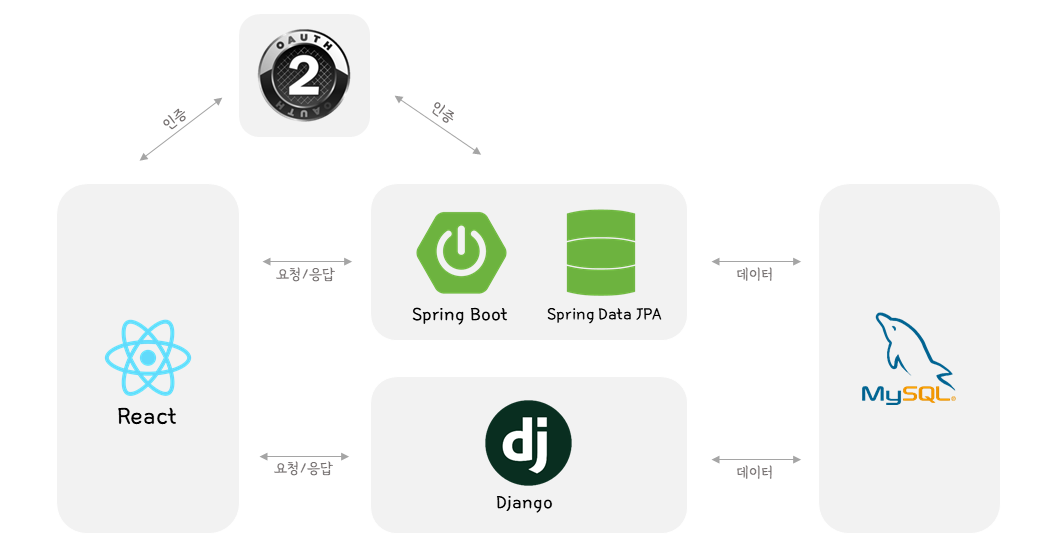 OAUTH
2
OAUTH
인증
인증
요청/응답
Spring Boot
Spring Data JPA
데이터
React
MySQL®
요청/응답
dj
Django
데이터